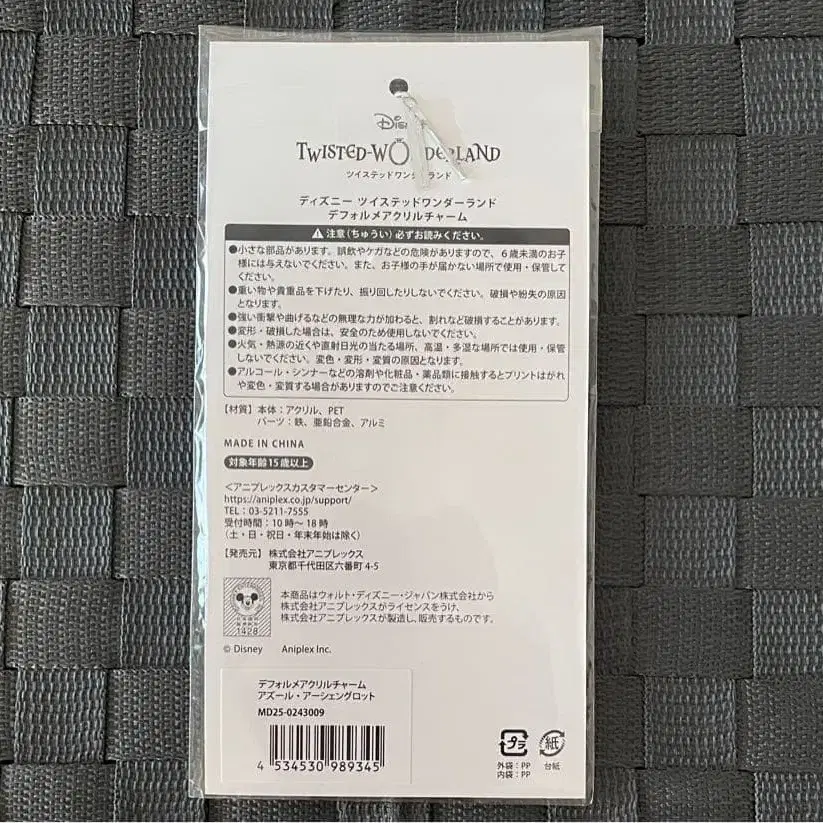 Disney
TWISTED-WONDERLAND
ツイステッドワンダーランド
ディズニー ツイステッドワンダーランド
デフォルメアクリルチャーム
注意（ちゅうい）必ずお読みください。
●小さな部品があります。誤飲やケガなどの危険がありますので、６歳未満のお子
様には与えないでください。また、お子様の手が届かない場所で使用・保管して
ください。
●重い物や貴重品を下げたり、振り回したりしないでください。破損や紛失の原因
となります。
●強い衝撃や曲げるなどの無理な力が加わると、割れなど破損することがあります。
●変形・破損した場合は、安全のため使用しないでください。
●火気・熱源の近くや直射日光の当たる場所、高温・多湿な場所では使用・保管
しないでください。変色・変形・変質の原因となります。
●アルコール・シンナーなどの溶剤や化粧品・薬品類に接触するとプリントはがれ
や変色・変質する場合がありますのでご注意ください。
【材質】本体：アクリル、PET
パーツ：鉄、亜鉛合金、アルミ
MADE IN CHINA
対象年齢15歳以上
＜アニプレックスカスタマーセンター＞
https://aniplex.co.jp/support/
TEL：03-5211-7555
受付時間：10時～18時
（土・日・祝日・年末年始は除く）
【発売元】株式会社アニプレックス
東京都千代田区六番町4-5
本商品はウォルト・ディズニー・ジャパン株式会社から
株式会社アニプレックスがライセンスをうけ、
株式会社アニプレックスが製造し、販売するものです。
1428
© Disney Aniplex Inc.
デフォルメアクリルチャーム
アズール・アーシェングロット
MD25-0243009
4 534530 989345
プラ 紙
外袋：PP 台紙
内袋：PP